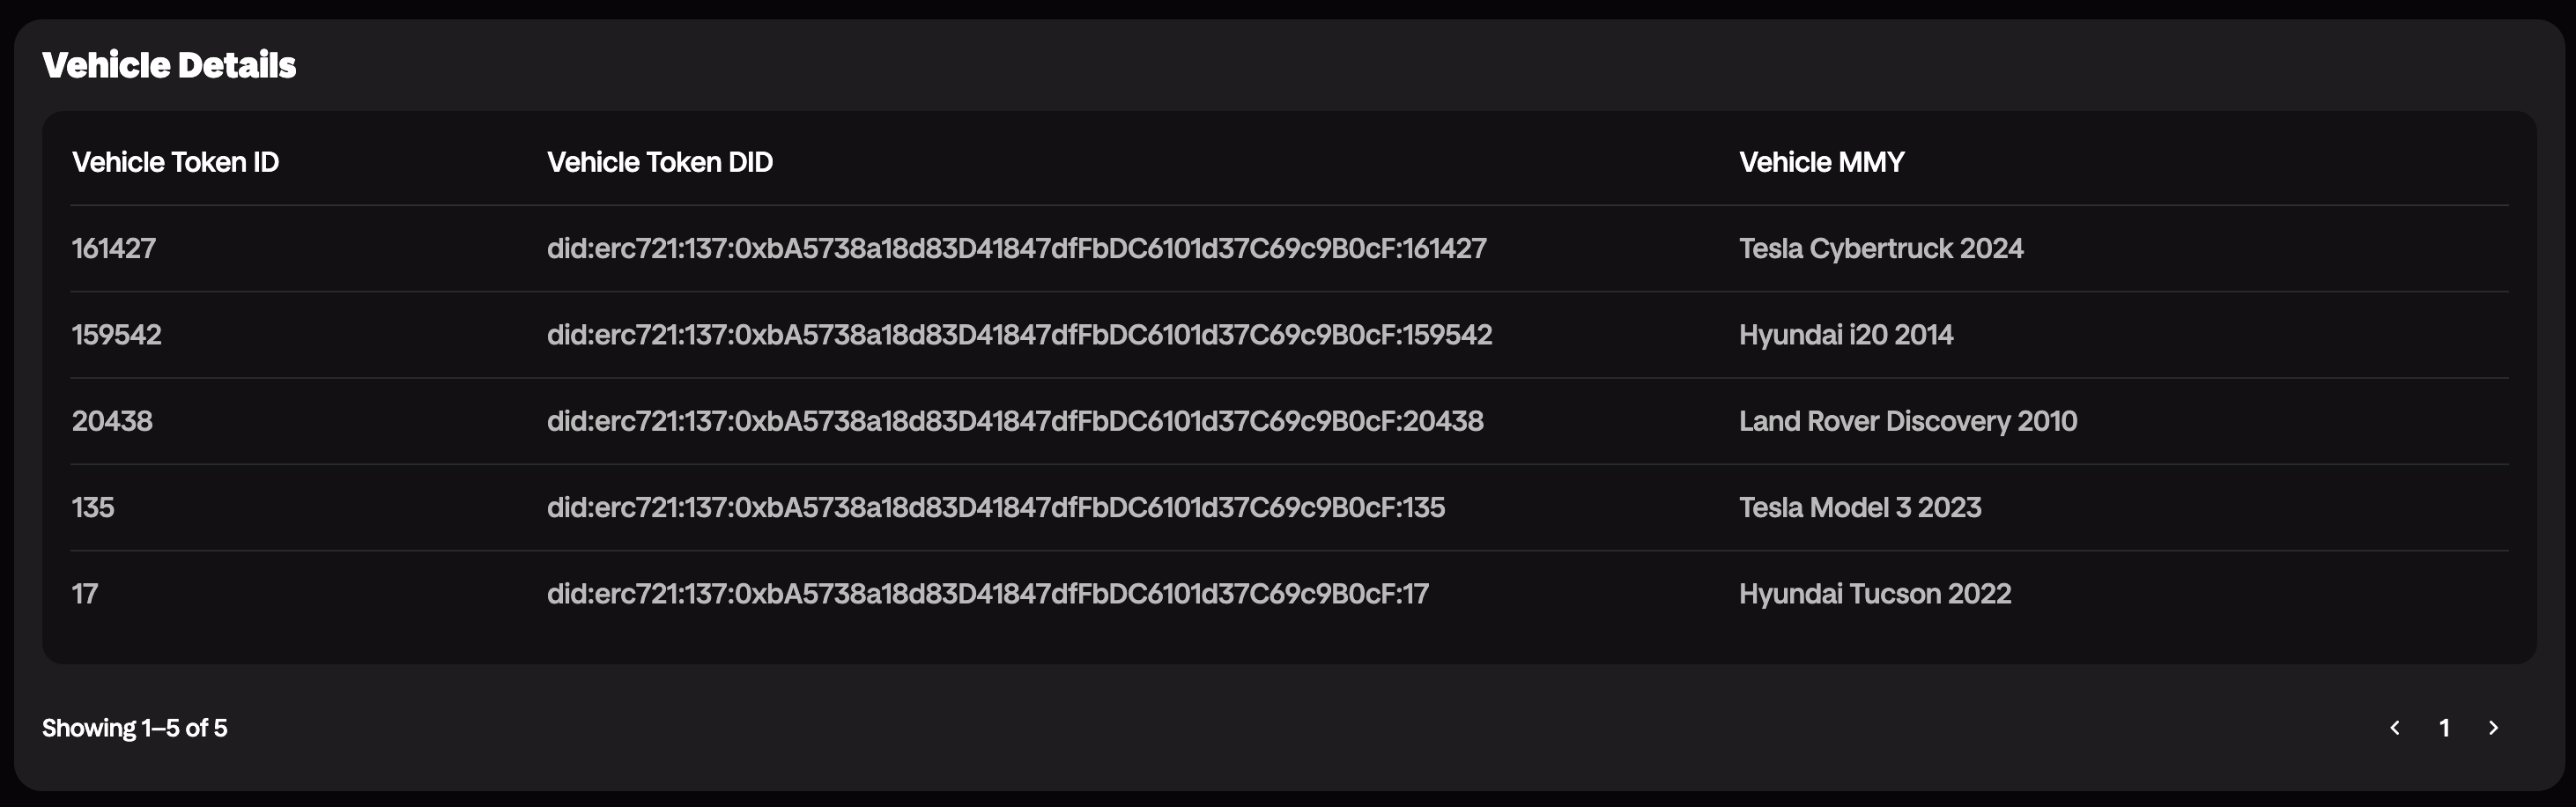 Vehicle Details
Vehicle Token ID Vehicle Token DID Vehicle MMY
161427 did:erc721:137:0xbA5738a18d83D41847dfFbDC6101d37C69c9B0cF:161427 Tesla Cybertruck 2024
159542 did:erc721:137:0xbA5738a18d83D41847dfFbDC6101d37C69c9B0cF:159542 Hyundai i20 2014
20438 did:erc721:137:0xbA5738a18d83D41847dfFbDC6101d37C69c9B0cF:20438 Land Rover Discovery 2010
135 did:erc721:137:0xbA5738a18d83D41847dfFbDC6101d37C69c9B0cF:135 Tesla Model 3 2023
17 did:erc721:137:0xbA5738a18d83D41847dfFbDC6101d37C69c9B0cF:17 Hyundai Tucson 2022
Showing 1–5 of 5 < 1 >